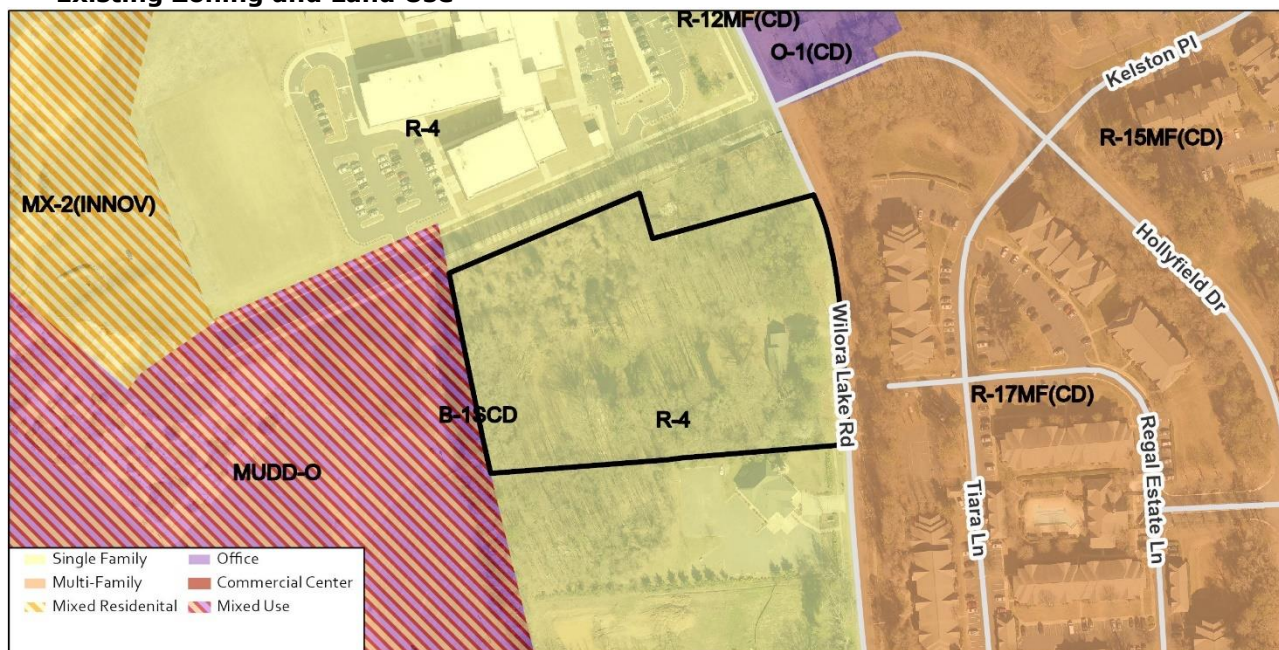 Existing Zoning and Land Use
R-12MF(CD)
O-1(CD)
Kelston Pl
R-4
R-15MF(CD)
MX-2(INNOV)
Hollyfield Dr
Wilora Lake Rd
B-1SCD
R-4
R-17MF(CD)
MUDD-O
Tiara Ln
Regal Estate Ln
Single Family
Office
Multi-Family
Commercial Center
Mixed Residenital
Mixed Use